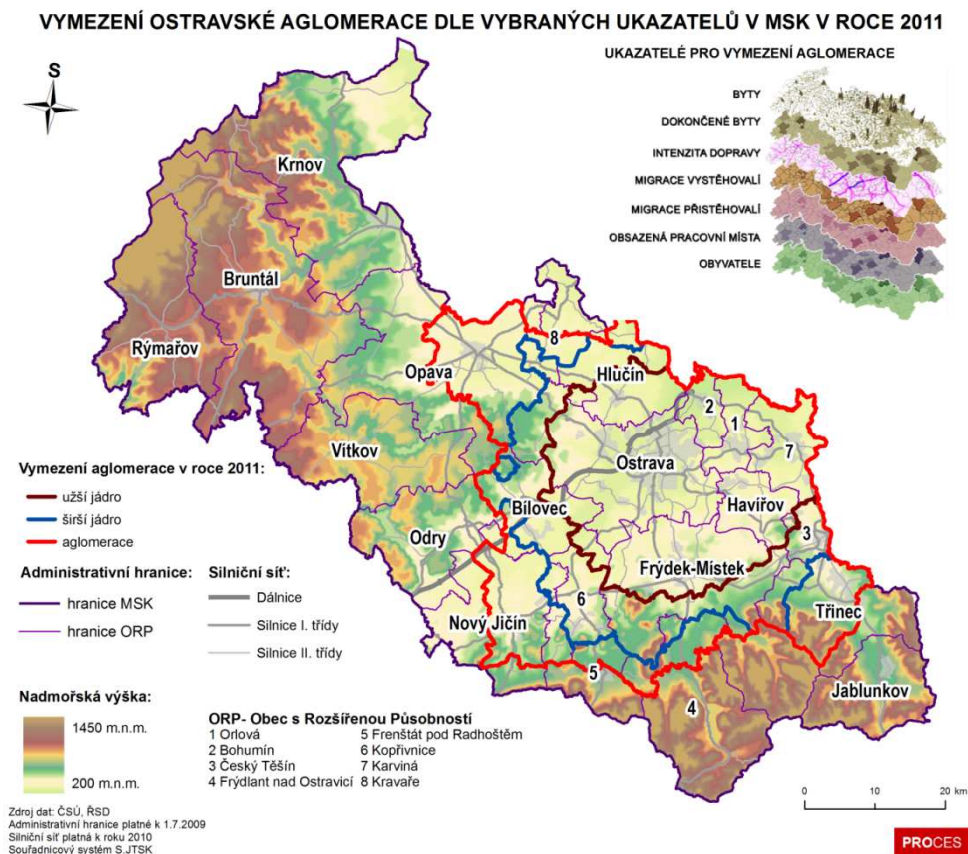 VYMEZENÍ OSTRAVSKÉ AGLOMERACE DLE VYBRANÝCH UKAZATELŮ V MSK V ROCE 2011
UKAZATELÉ PRO VYMEZENÍ AGLOMERACE
S
BYTY
DOKONČENÉ BYTY
INTENZITA DOPRAVY
MIGRACE VYSTĚHOVALÍ
MIGRACE PŘISTĚHOVALÍ
OBSAZENÁ PRACOVNÍ MÍSTA
OBYVATELE
Krnov
Bruntál
Rýmařov
Opava
8
Hlučín
2
1
7
Vítkov
Ostrava
Bílovec
Havířov
Odry
3
Frýdek-Místek
6
Třinec
Nový Jičín
5
4
Jablunkov
Vymezení aglomerace v roce 2011:
užší jádro
širší jádro
aglomerace
Administrativní hranice:
hranice MSK
hranice ORP
Silniční síť:
Dálnice
Silnice I. třídy
Silnice II. třídy
Nadmořská výška:
1450 m.n.m.
200 m.n.m.
ORP- Obec s Rozšířenou Působností
1 Orlová
2 Bohumín
3 Český Těšín
4 Frýdlant nad Ostravicí
5 Frenštát pod Radhoštěm
6 Kopřivnice
7 Karviná
8 Kravaře
0 10 20 km
Zdroj dat: ČSÚ, ŘSD
Administrativní hranice platné k 1.7.2009
Silniční síť platná k roku 2010
Souřadnicový systém S.JTSK
PROCES